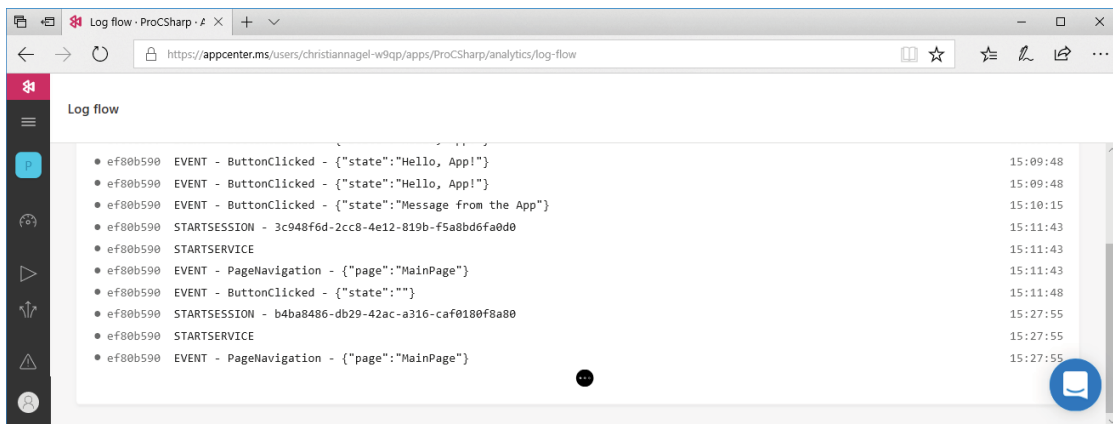 Log flow · ProCSharp · A
https://appcenter.ms/users/christiannagel-w9qp/apps/ProCSharp/analytics/log-flow
Log flow
P
ef80b590 EVENT - ButtonClicked - {"state":"Hello, App!"} 15:09:48
ef80b590 EVENT - ButtonClicked - {"state":"Hello, App!"} 15:09:48
ef80b590 EVENT - ButtonClicked - {"state":"Message from the App"} 15:10:15
ef80b590 STARTSESSION - 3c948f6d-2cc8-4e12-819b-f5a8bd6fa0d0 15:11:43
ef80b590 STARTSERVICE 15:11:43
ef80b590 EVENT - PageNavigation - {"page":"MainPage"} 15:11:43
ef80b590 EVENT - ButtonClicked - {"state":""} 15:11:48
ef80b590 STARTSESSION - b4ba8486-db29-42ac-a316-caf0180f8a80 15:27:55
ef80b590 STARTSERVICE 15:27:55
ef80b590 EVENT - PageNavigation - {"page":"MainPage"} 15:27:55